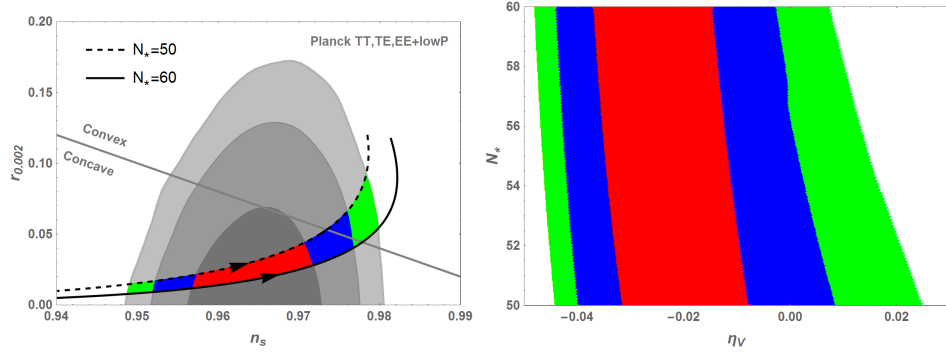 Planck TT,TE,EE+lowP
N*=50
N*=60
Convex
Concave
r0.002
0.20
0.15
0.10
0.05
0.00
0.94
0.95
0.96
0.97
0.98
0.99
ns
N*
60
58
56
54
52
50
−0.04
−0.02
0.00
0.02
ηV